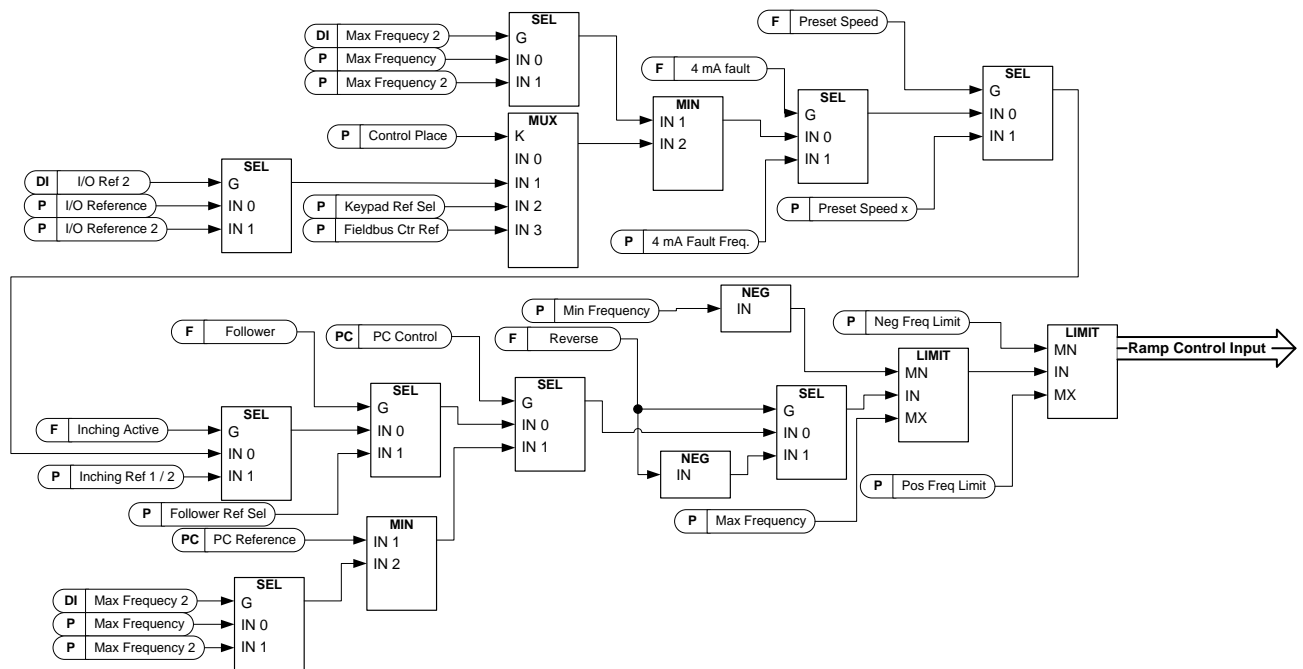 SEL
DI Max Frequecy 2
G
P Max Frequency
IN 0
P Max Frequency 2
IN 1
F Preset Speed
SEL
G
IN 0
IN 1
F 4 mA fault
SEL
G
IN 0
IN 1
MIN
IN 1
IN 2
MUX
P Control Place
K
IN 0
IN 1
P Keypad Ref Sel
IN 2
P Fieldbus Ctr Ref
IN 3
SEL
DI I/O Ref 2
G
P I/O Reference
IN 0
P I/O Reference 2
IN 1
P Preset Speed x
P 4 mA Fault Freq.
NEG
P Min Frequency
IN
F Follower
PC PC Control
F Reverse
P Neg Freq Limit
LIMIT
MN
IN
MX
Ramp Control Input
LIMIT
MN
IN
MX
SEL
G
IN 0
IN 1
SEL
G
IN 0
IN 1
SEL
G
IN 0
IN 1
SEL
F Inching Active
G
IN 0
P Inching Ref 1 / 2
IN 1
NEG
IN
P Pos Freq Limit
P Follower Ref Sel
P Max Frequency
MIN
PC PC Reference
IN 1
IN 2
SEL
DI Max Frequecy 2
G
P Max Frequency
IN 0
P Max Frequency 2
IN 1